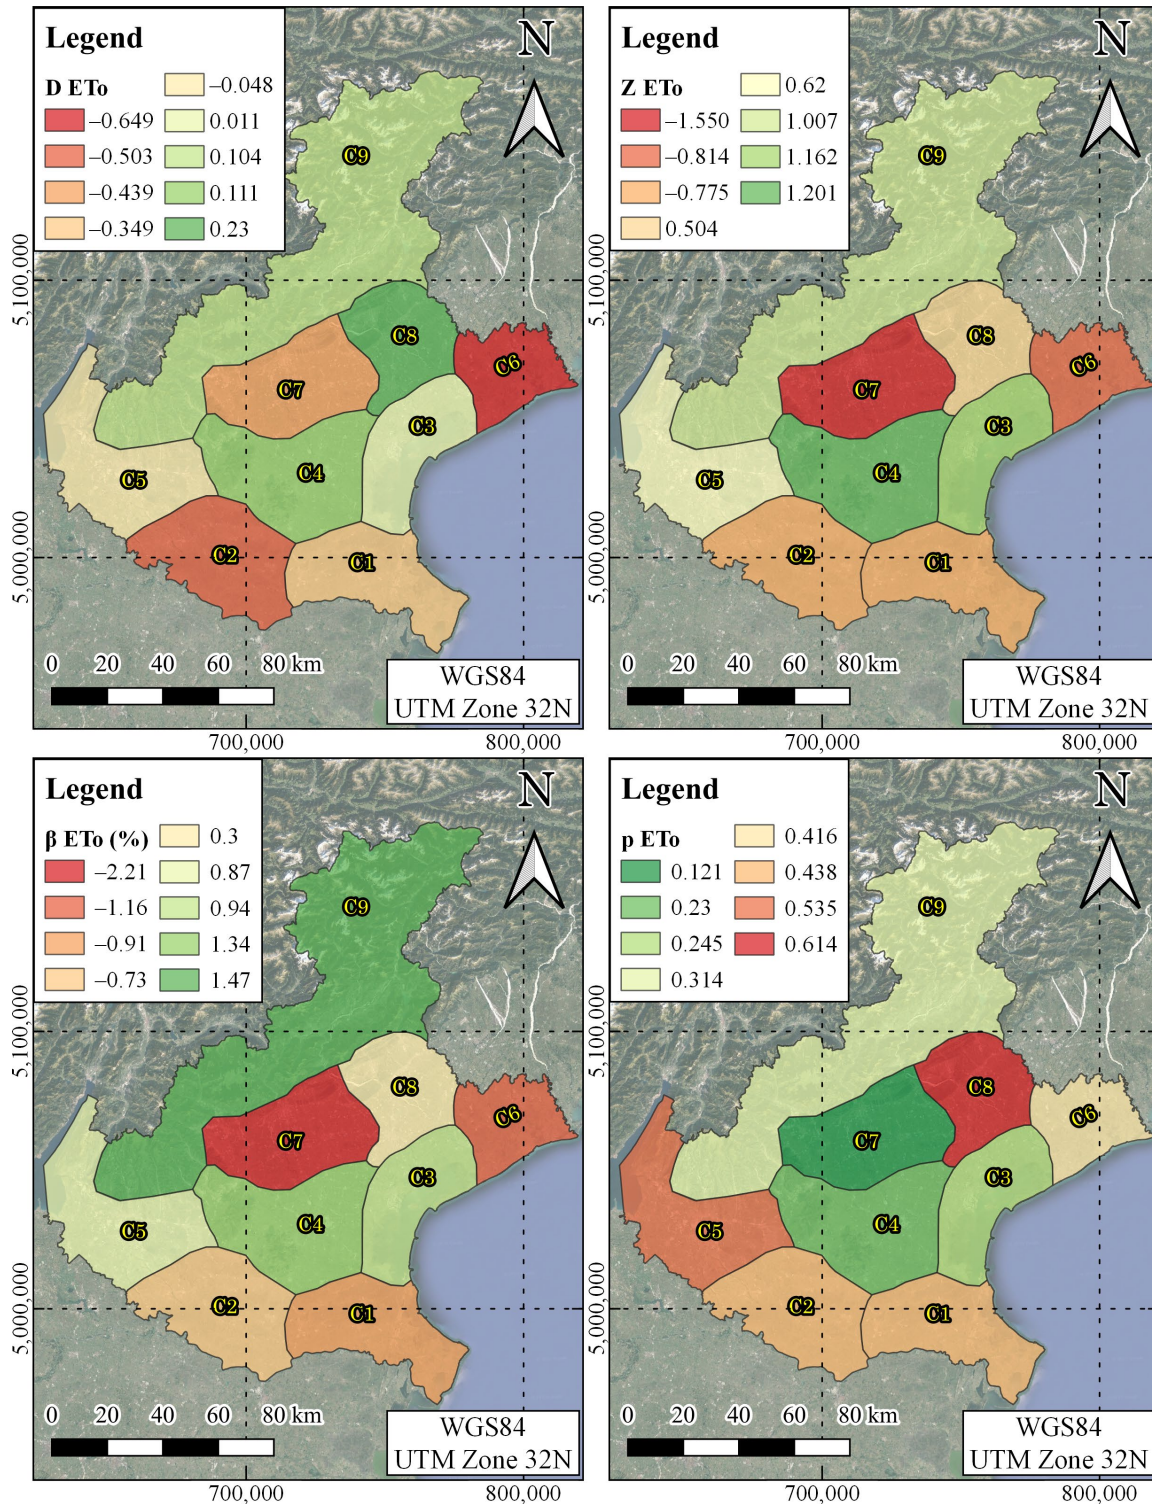 Legend
D ETo
−0.649
−0.503
−0.439
−0.349
−0.048
0.011
0.104
0.111
0.23
N
C9
C8
C6
C7
C3
C4
C5
C2
C1
5,100,000
5,000,000
0 20 40 60 80 km
WGS84
UTM Zone 32N
700,000 800,000
Legend
Z ETo
−1.550
−0.814
−0.775
0.504
0.62
1.007
1.162
1.201
N
C9
C8
C6
C7
C3
C4
C5
C2
C1
5,100,000
5,000,000
0 20 40 60 80 km
WGS84
UTM Zone 32N
700,000 800,000
Legend
β ETo (%)
−2.21
−1.16
−0.91
−0.73
0.3
0.87
0.94
1.34
1.47
N
C9
C8
C6
C7
C3
C4
C5
C2
C1
5,100,000
5,000,000
0 20 40 60 80 km
WGS84
UTM Zone 32N
700,000 800,000
Legend
p ETo
0.121
0.23
0.245
0.314
0.416
0.438
0.535
0.614
N
C9
C8
C6
C7
C3
C4
C5
C2
C1
5,100,000
5,000,000
0 20 40 60 80 km
WGS84
UTM Zone 32N
700,000 800,000